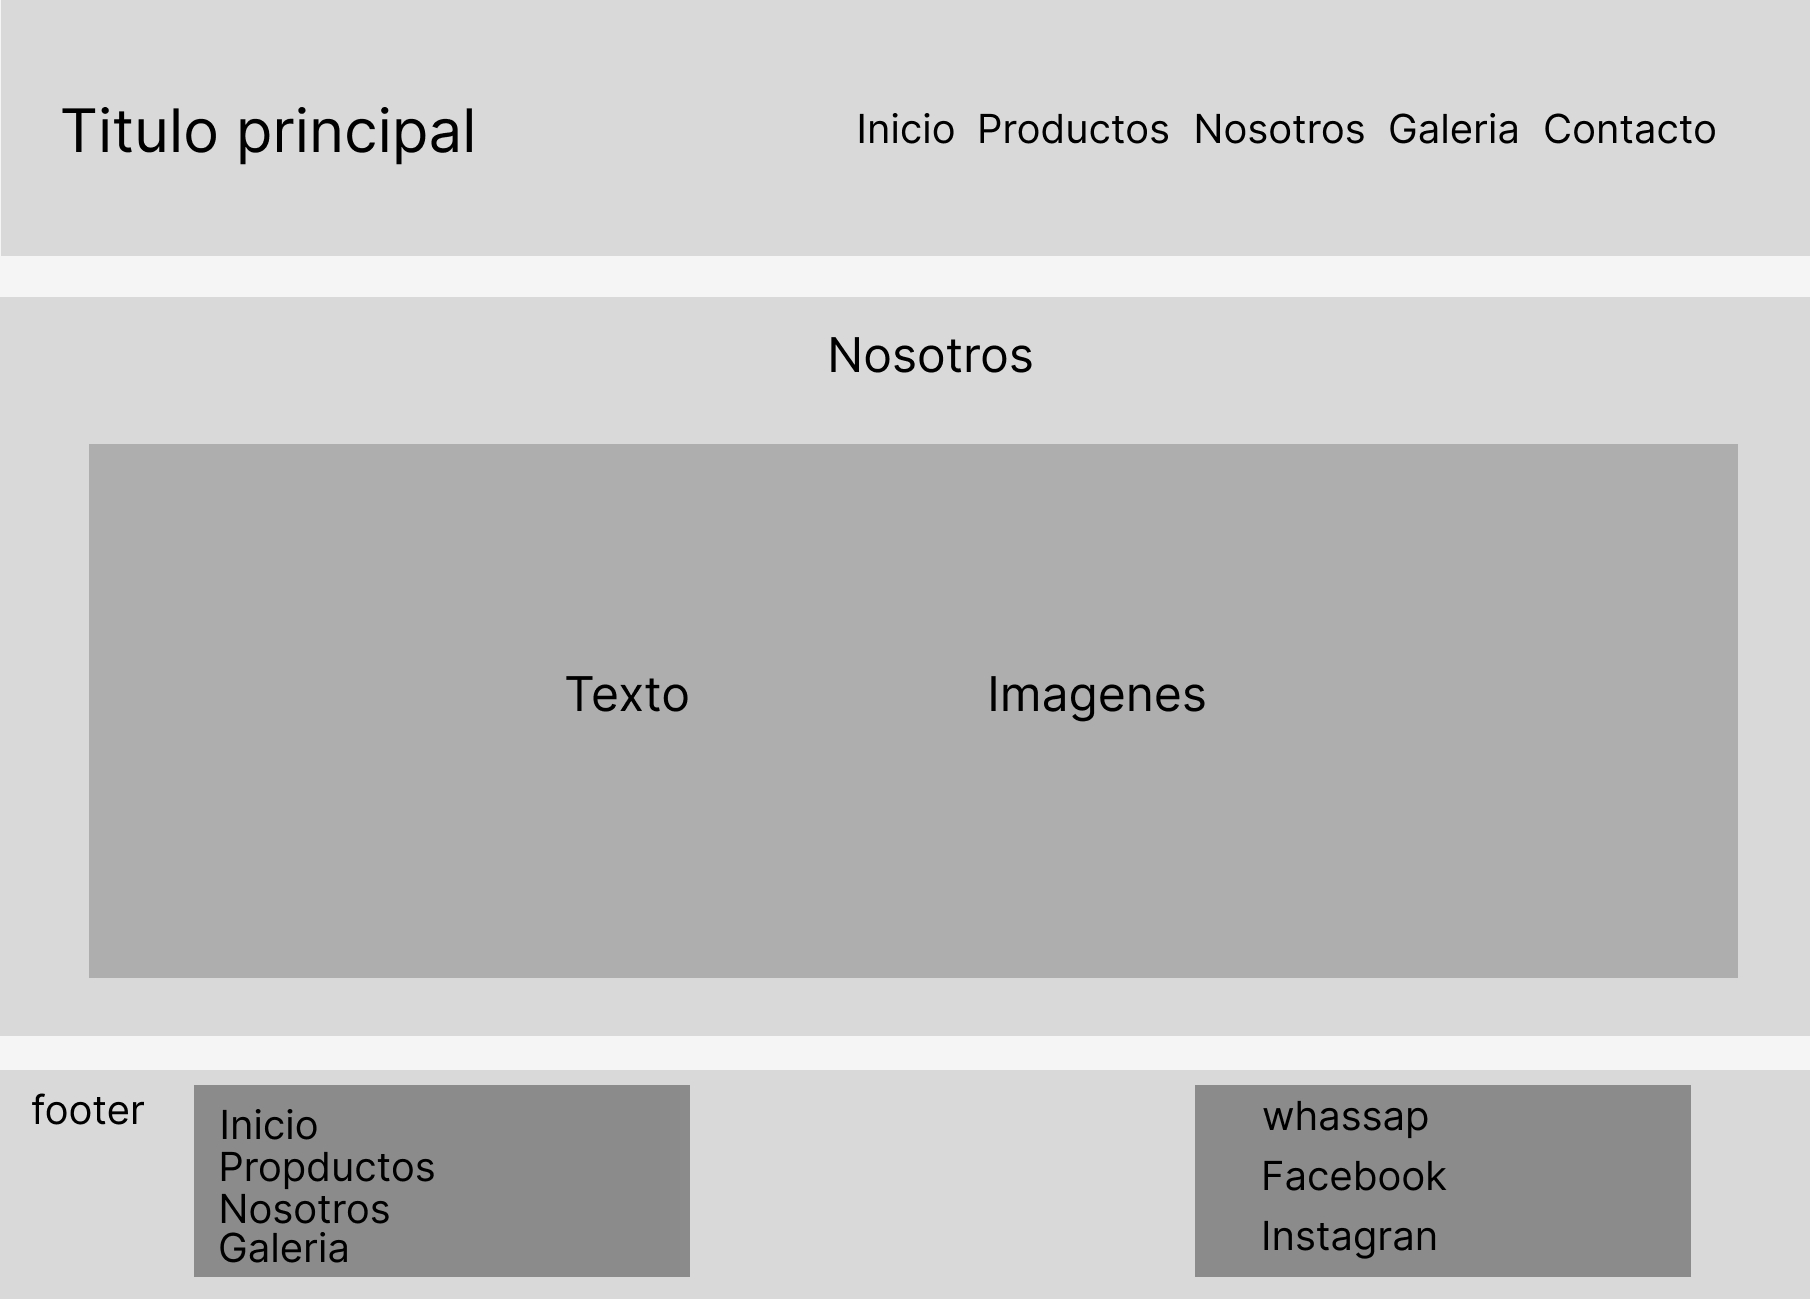 Titulo principal
Inicio Productos Nosotros Galeria Contacto
Nosotros
Texto
Imagenes
footer
Inicio
Propductos
Nosotros
Galeria
whassap
Facebook
Instagran